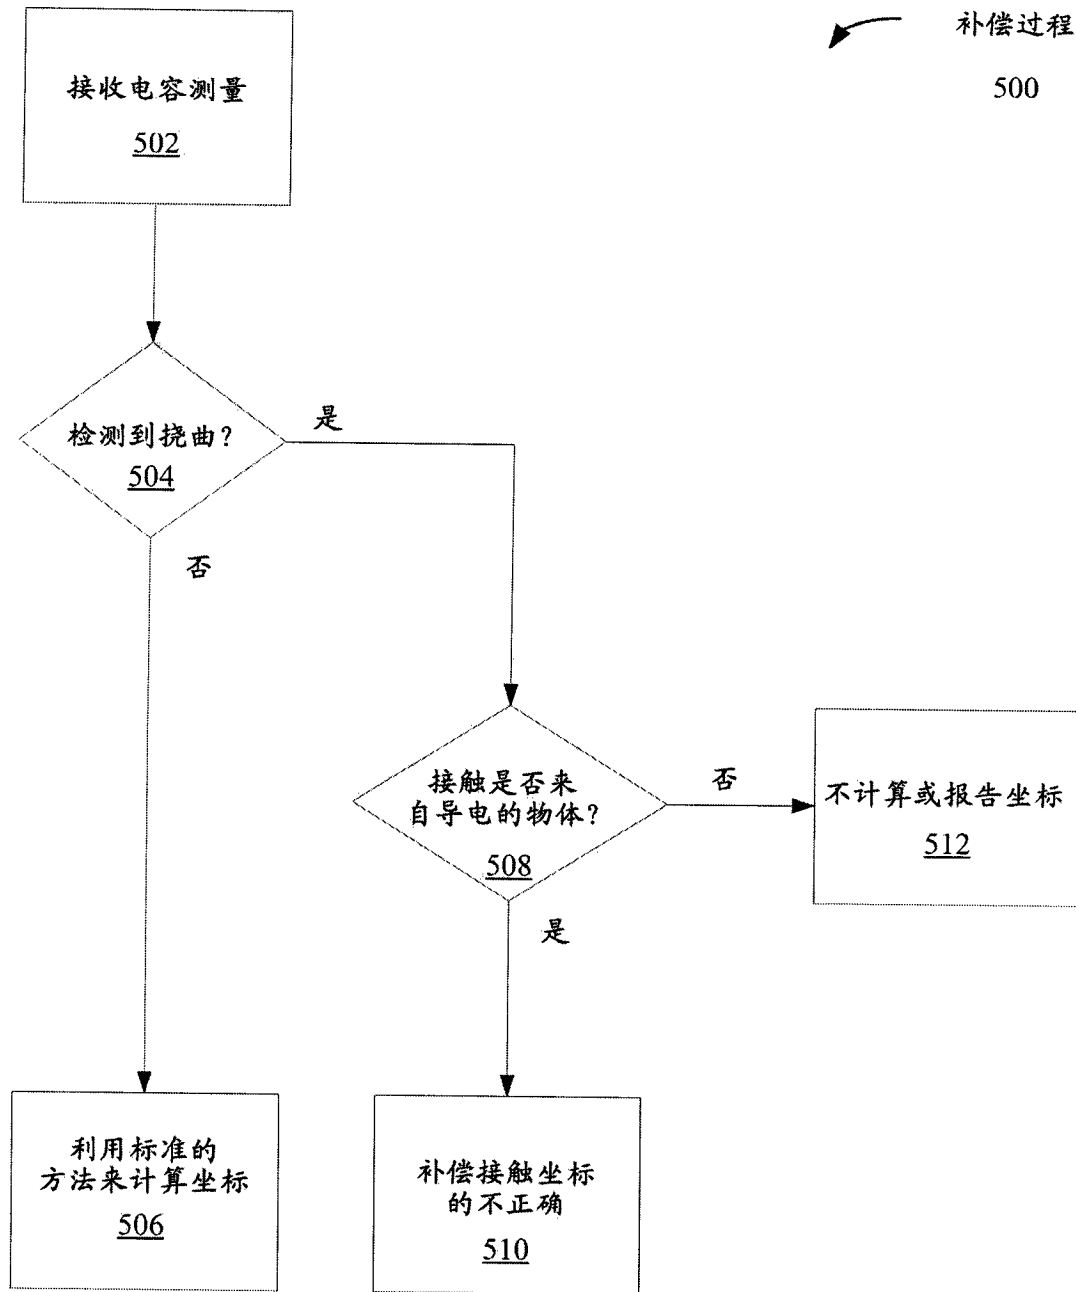 补偿过程
500
接收电容测量
502
检测到挠曲?
504
是
否
接触是否来
自导电的物体?
508
否
是
不计算或报告坐标
512
利用标准的
方法来计算坐标
506
补偿接触坐标
的不正确
510